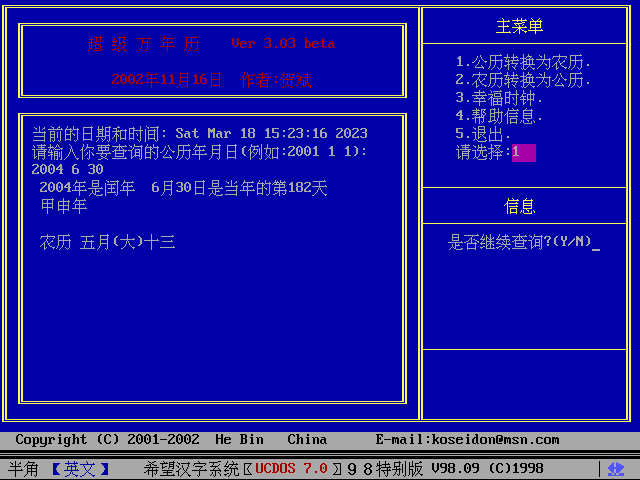 超 级 万 年 历    Ver 3.03 beta
2002年11月16日  作者:贺斌
当前的日期和时间: Sat Mar 18 15:23:16 2023
请输入你要查询的公历年月日(例如:2001 1 1):
2004 6 30
2004年是闰年  6月30日是当年的第182天
甲申年
农历 五月(大)十三
主菜单
1.公历转换为农历.
2.农历转换为公历.
3.幸福时钟.
4.帮助信息.
5.退出.
请选择:1
信息
是否继续查询?(Y/N)_
Copyright (C) 2001-2002  He Bin   China      E-mail:koseidon@msn.com
半角 【英文】    希望汉字系统〖UCDOS 7.0〗９８特别版 V98.09 (C)1998